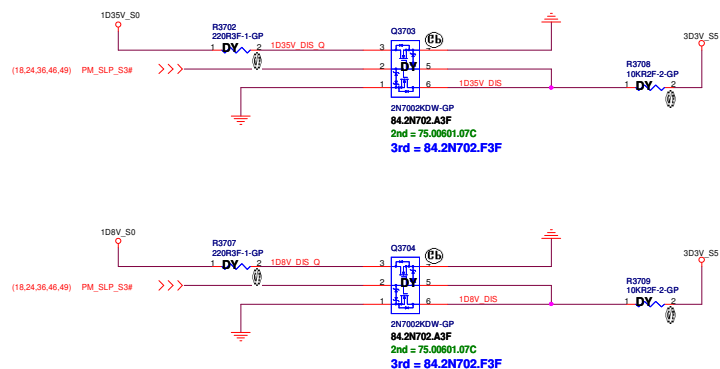 1D35V_S0
R3702
220R3F-1-GP
1 DY 2 1D35V_DIS_Q
Q3703
3 4
3D3V_S5
(18,24,36,46,49) PM_SLP_S3#
2 DY 5
R3708
10KR2F-2-GP
1 6 1D35V_DIS
1 DY 2
2N7002KDW-GP
84.2N702.A3F
2nd = 75.00601.07C
3rd = 84.2N702.F3F
1D8V_S0
R3707
220R3F-1-GP
1 DY 2 1D8V_DIS_Q
Q3704
3 4
3D3V_S5
(18,24,36,46,49) PM_SLP_S3#
2 DY 5
R3709
10KR2F-2-GP
1 6 1D8V_DIS
1 DY 2
2N7002KDW-GP
84.2N702.A3F
2nd = 75.00601.07C
3rd = 84.2N702.F3F